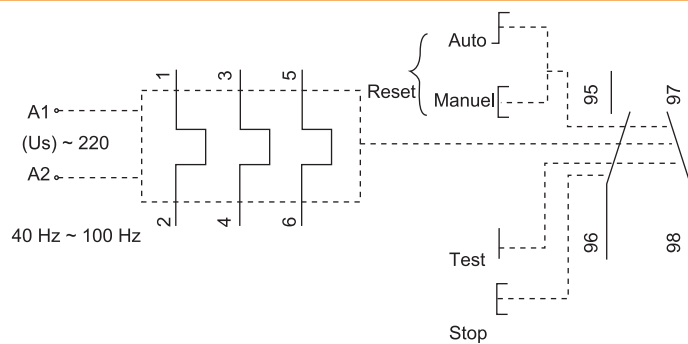 Auto
Reset
Manuel
A1
(Us) ~ 220
A2
40 Hz ~ 100 Hz
1
3
5
2
4
6
95
97
96
98
Test
Stop